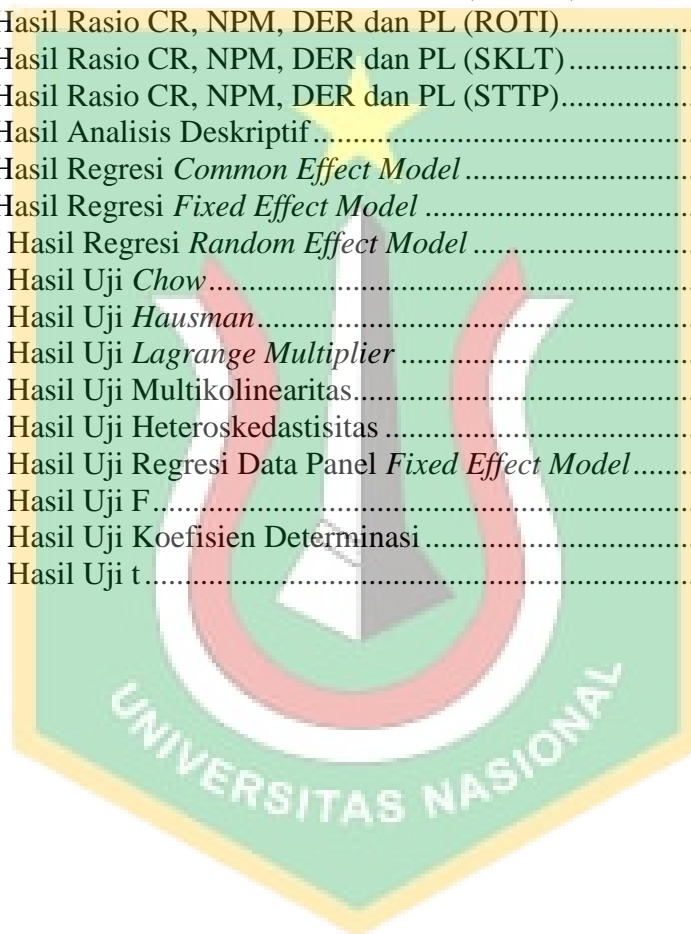 Hasil Rasio CR, NPM, DER dan PL (ROTI)......................
Hasil Rasio CR, NPM, DER dan PL (SKLT)......................
Hasil Rasio CR, NPM, DER dan PL (STTP)......................
Hasil Analisis Deskriptif......................
Hasil Regresi Common Effect Model......................
Hasil Regresi Fixed Effect Model......................
Hasil Regresi Random Effect Model......................
Hasil Uji Chow......................
Hasil Uji Hausman......................
Hasil Uji Lagrange Multiplier......................
Hasil Uji Multikolinearitas......................
Hasil Uji Heteroskedastisitas......................
Hasil Uji Regresi Data Panel Fixed Effect Model......................
Hasil Uji F......................
Hasil Uji Koefisien Determinasi......................
Hasil Uji t......................
UNIVERSITAS NASIONAL